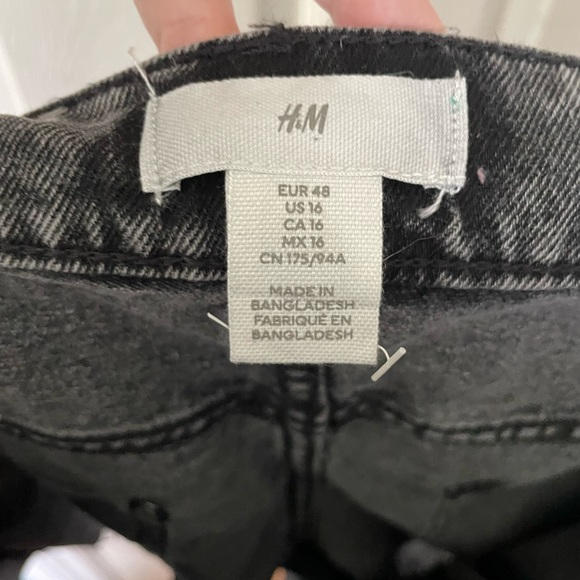 H&M
EUR 48
US 16
CA 16
MX 16
CN 175/94A
MADE IN
BANGLADESH
FABRIQUÉ EN
BANGLADESH